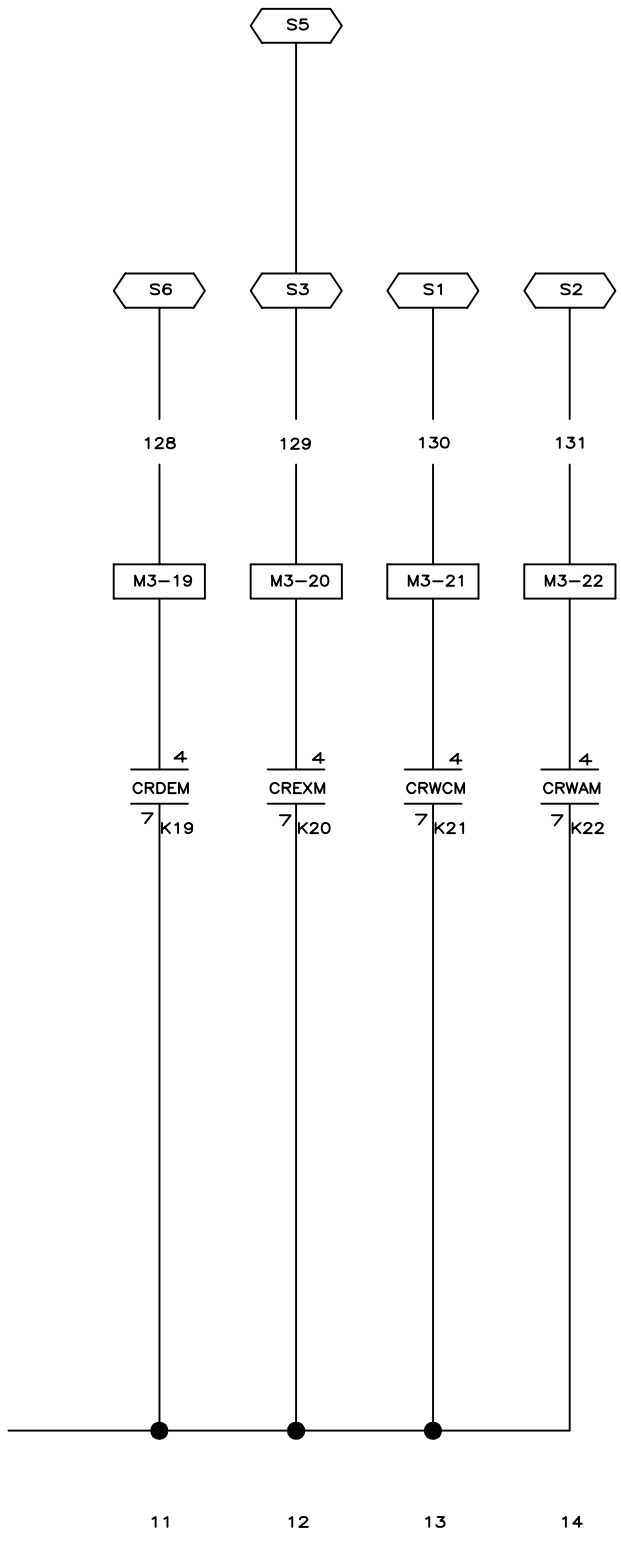 S5
S6 S3 S1 S2
128 129 130 131
M3-19 M3-20 M3-21 M3-22
4 4 4 4
CRDEM CREXM CRWCM CRWAM
7 K19 7 K20 7 K21 7 K22
11 12 13 14